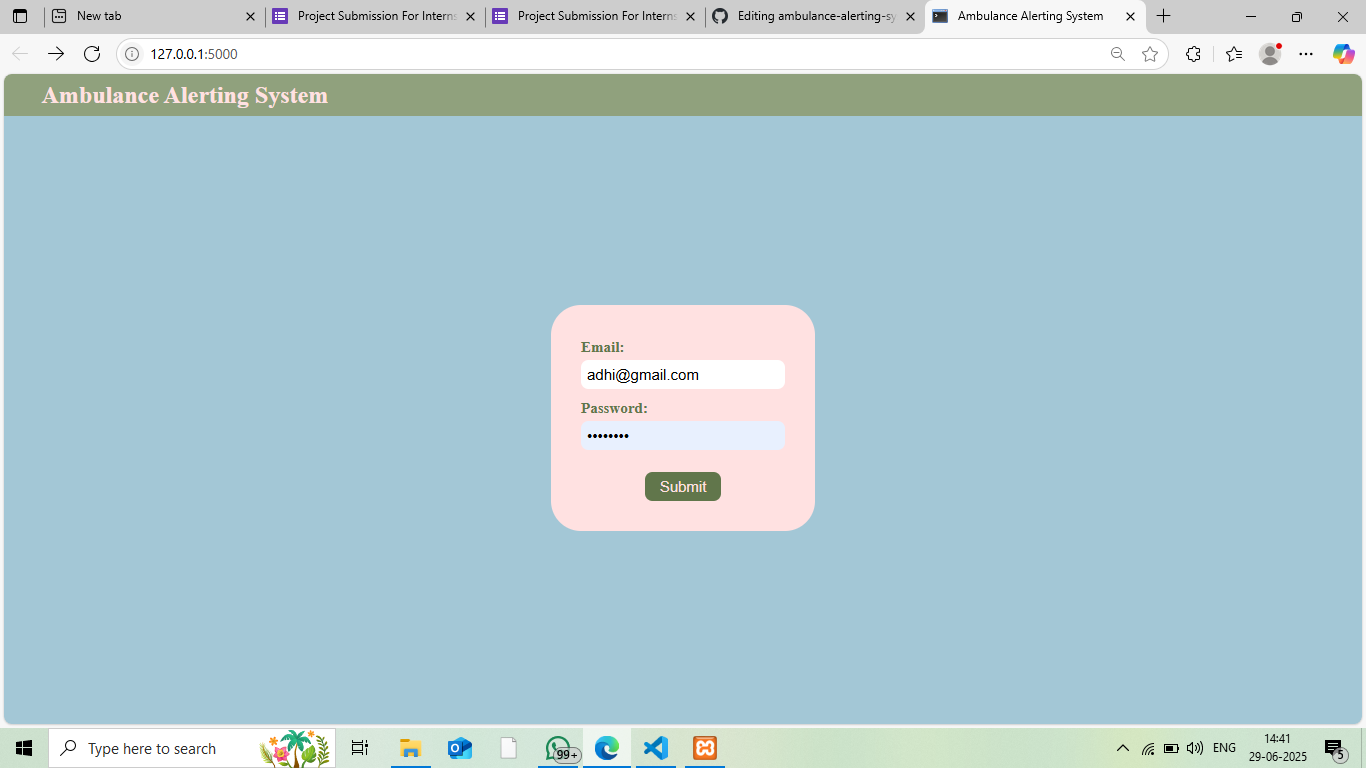 New tab
Project Submission For Interns
Project Submission For Interns
Editing ambulance-alerting-sy
Ambulance Alerting System
127.0.0.1:5000
Ambulance Alerting System
Email:
adhi@gmail.com
Password:
••••••••
Submit
Type here to search
99+
ENG
14:41
29-06-2025
5